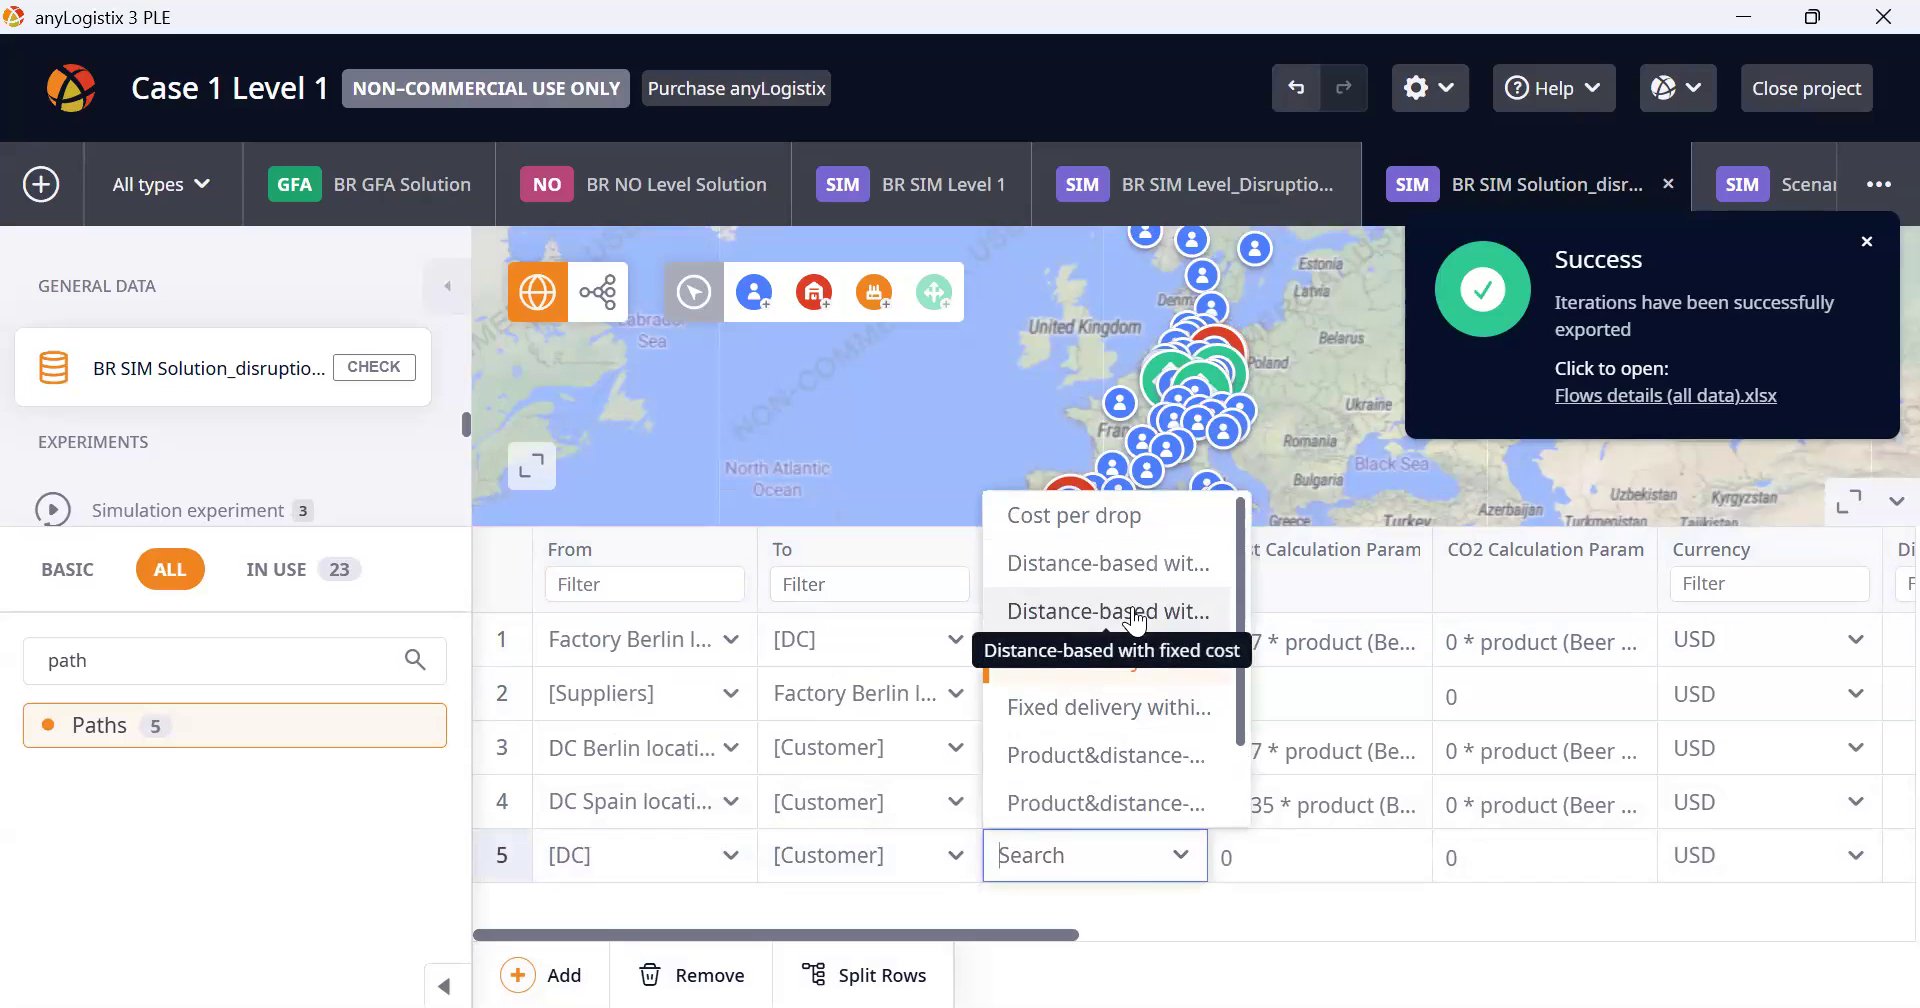 anyLogistix 3 PLE
Case 1 Level 1
NON-COMMERCIAL USE ONLY
Purchase anyLogistix
Help
Close project
All types
GFA BR GFA Solution
NO BR NO Level Solution
SIM BR SIM Level 1
SIM BR SIM Level_Disruptio...
SIM BR SIM Solution_disr...
SIM Scenar
GENERAL DATA
BR SIM Solution_disruptio...
CHECK
EXPERIMENTS
Simulation experiment 3
Success
Iterations have been successfully
exported
Click to open:
Flows details (all data).xlsx
Labrador
Sea
United Kingdom
Estonia
Latvia
Belarus
Poland
Ukraine
Romania
Black Sea
Bulgaria
North Atlantic
Ocean
Greece
Turkey
Azerbaijan
Uzbekistan
Kyrgyzstan
Turkmenistan
Tajikistan
BASIC
ALL
IN USE 23
path
Paths 5
From
To
st Calculation Param
CO2 Calculation Param
Currency
Di
Filter
Filter
Filter
F
1 Factory Berlin l... [DC] 7 * product (Be... 0 * product (Beer ... USD
2 [Suppliers] Factory Berlin l... 0 USD
3 DC Berlin locati... [Customer] 7 * product (Be... 0 * product (Beer ... USD
4 DC Spain locati... [Customer] 35 * product (B... 0 * product (Beer ... USD
5 [DC] [Customer] Search 0 0 USD
Cost per drop
Distance-based wit...
Distance-based wit...
Distance-based with fixed cost
Fixed delivery withi...
Product&distance-...
Product&distance-...
Add
Remove
Split Rows